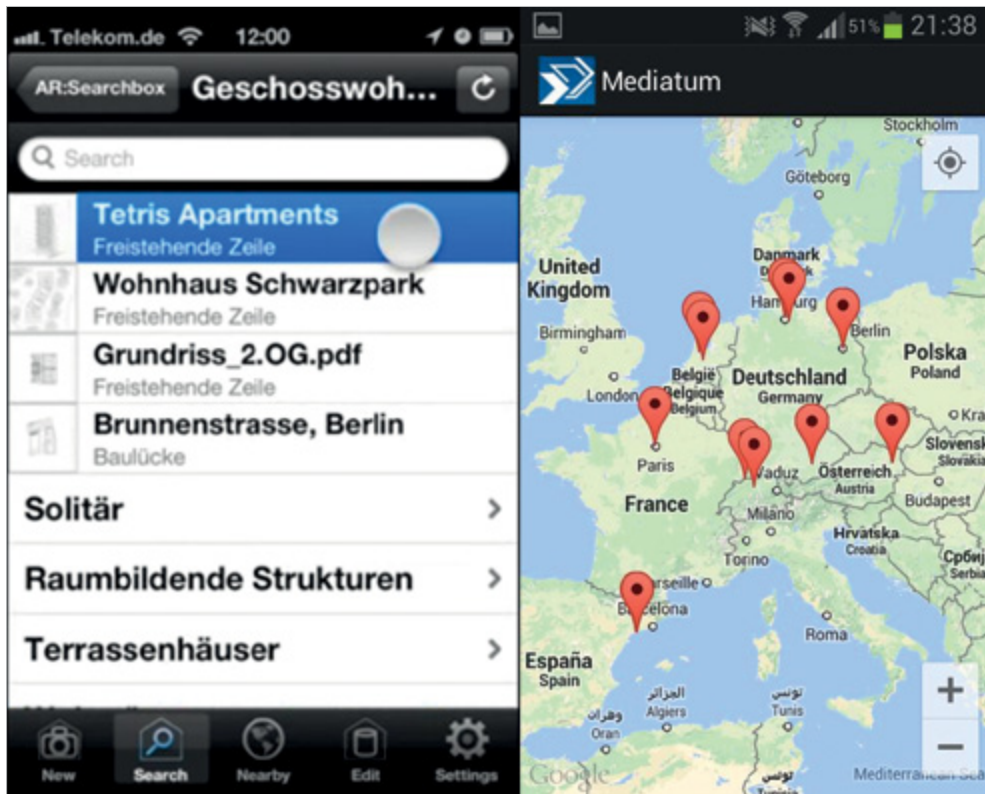 Telekom.de 12:00
AR:Searchbox Geschosswoh...
Search
Tetris Apartments
Freistehende Zeile
Wohnhaus Schwarzpark
Freistehende Zeile
Grundriss_2.OG.pdf
Freistehende Zeile
Brunnenstrasse, Berlin
Baulücke
Solitär
Raumbildende Strukturen
Terrassenhäuser
New Search Nearby Edit Settings
51% 21:38
Mediatum
Stockholm
Göteborg
Danmark
United
Kingdom
Birmingham
London
Berlin
Polska
Poland
België
Belgique
Belgium
Deutschland
Germany
Paris
Vaduz
Österreich
Austria
Slovensk
Slovakia
Budapest
France
Milano
Torino
Hrvatska
Croatia
Србиј
Serbia
Roma
España
Spain
الجزائر
Algiers
تونس
Tunis
وهران
Oran
تونس
Google
Mediterranean Sea